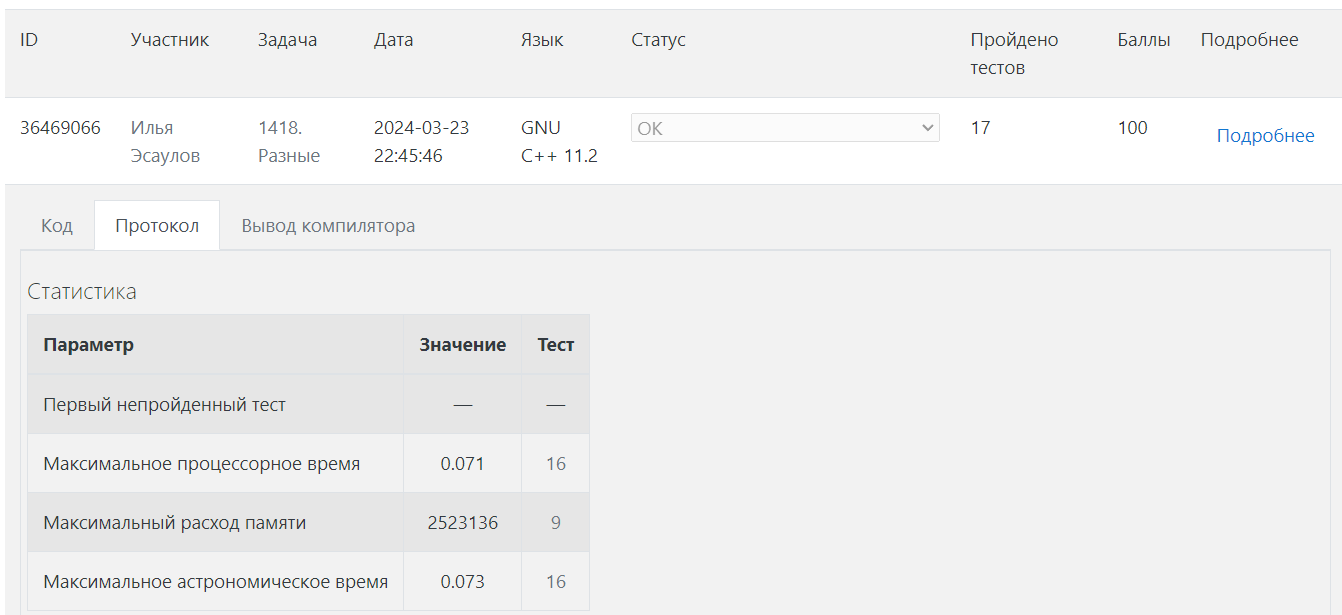 ID Участник Задача Дата Язык Статус Пройдено тестов Баллы Подробнее
36469066 Илья Эсаулов 1418. Разные 2024-03-23 22:45:46 GNU C++ 11.2 OK 17 100 Подробнее
Код Протокол Вывод компилятора
Статистика
Параметр Значение Тест
Первый непройденный тест — —
Максимальное процессорное время 0.071 16
Максимальный расход памяти 2523136 9
Максимальное астрономическое время 0.073 16